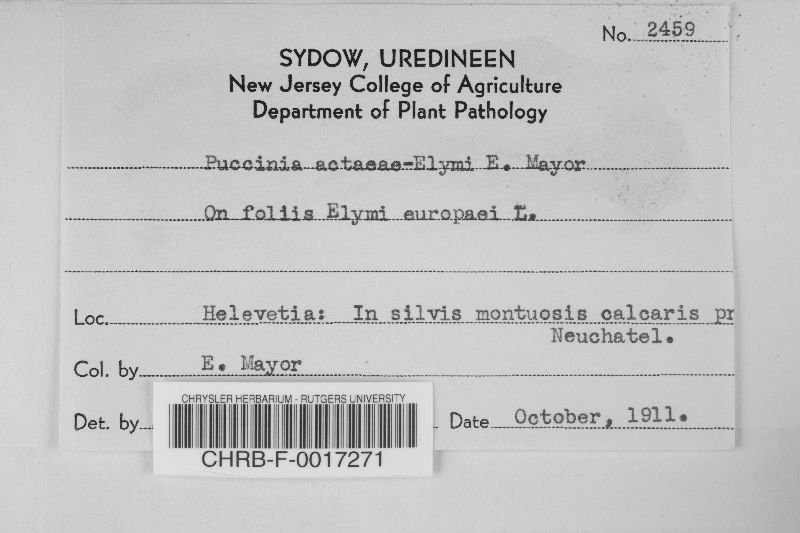 No. 2459
SYDOW, UREDINEEN
New Jersey College of Agriculture
Department of Plant Pathology
Puccinia actaeae-Elymi E. Mayor
On foliis Elymi europaei L.
Loc. Helevetia: In silvis montuosis calcaris pr
Neuchatel.
Col. by E. Mayor
Det. by
Date October, 1911.
CHRYSLER HERBARIUM - RUTGERS UNIVERSITY
CHRB-F-0017271